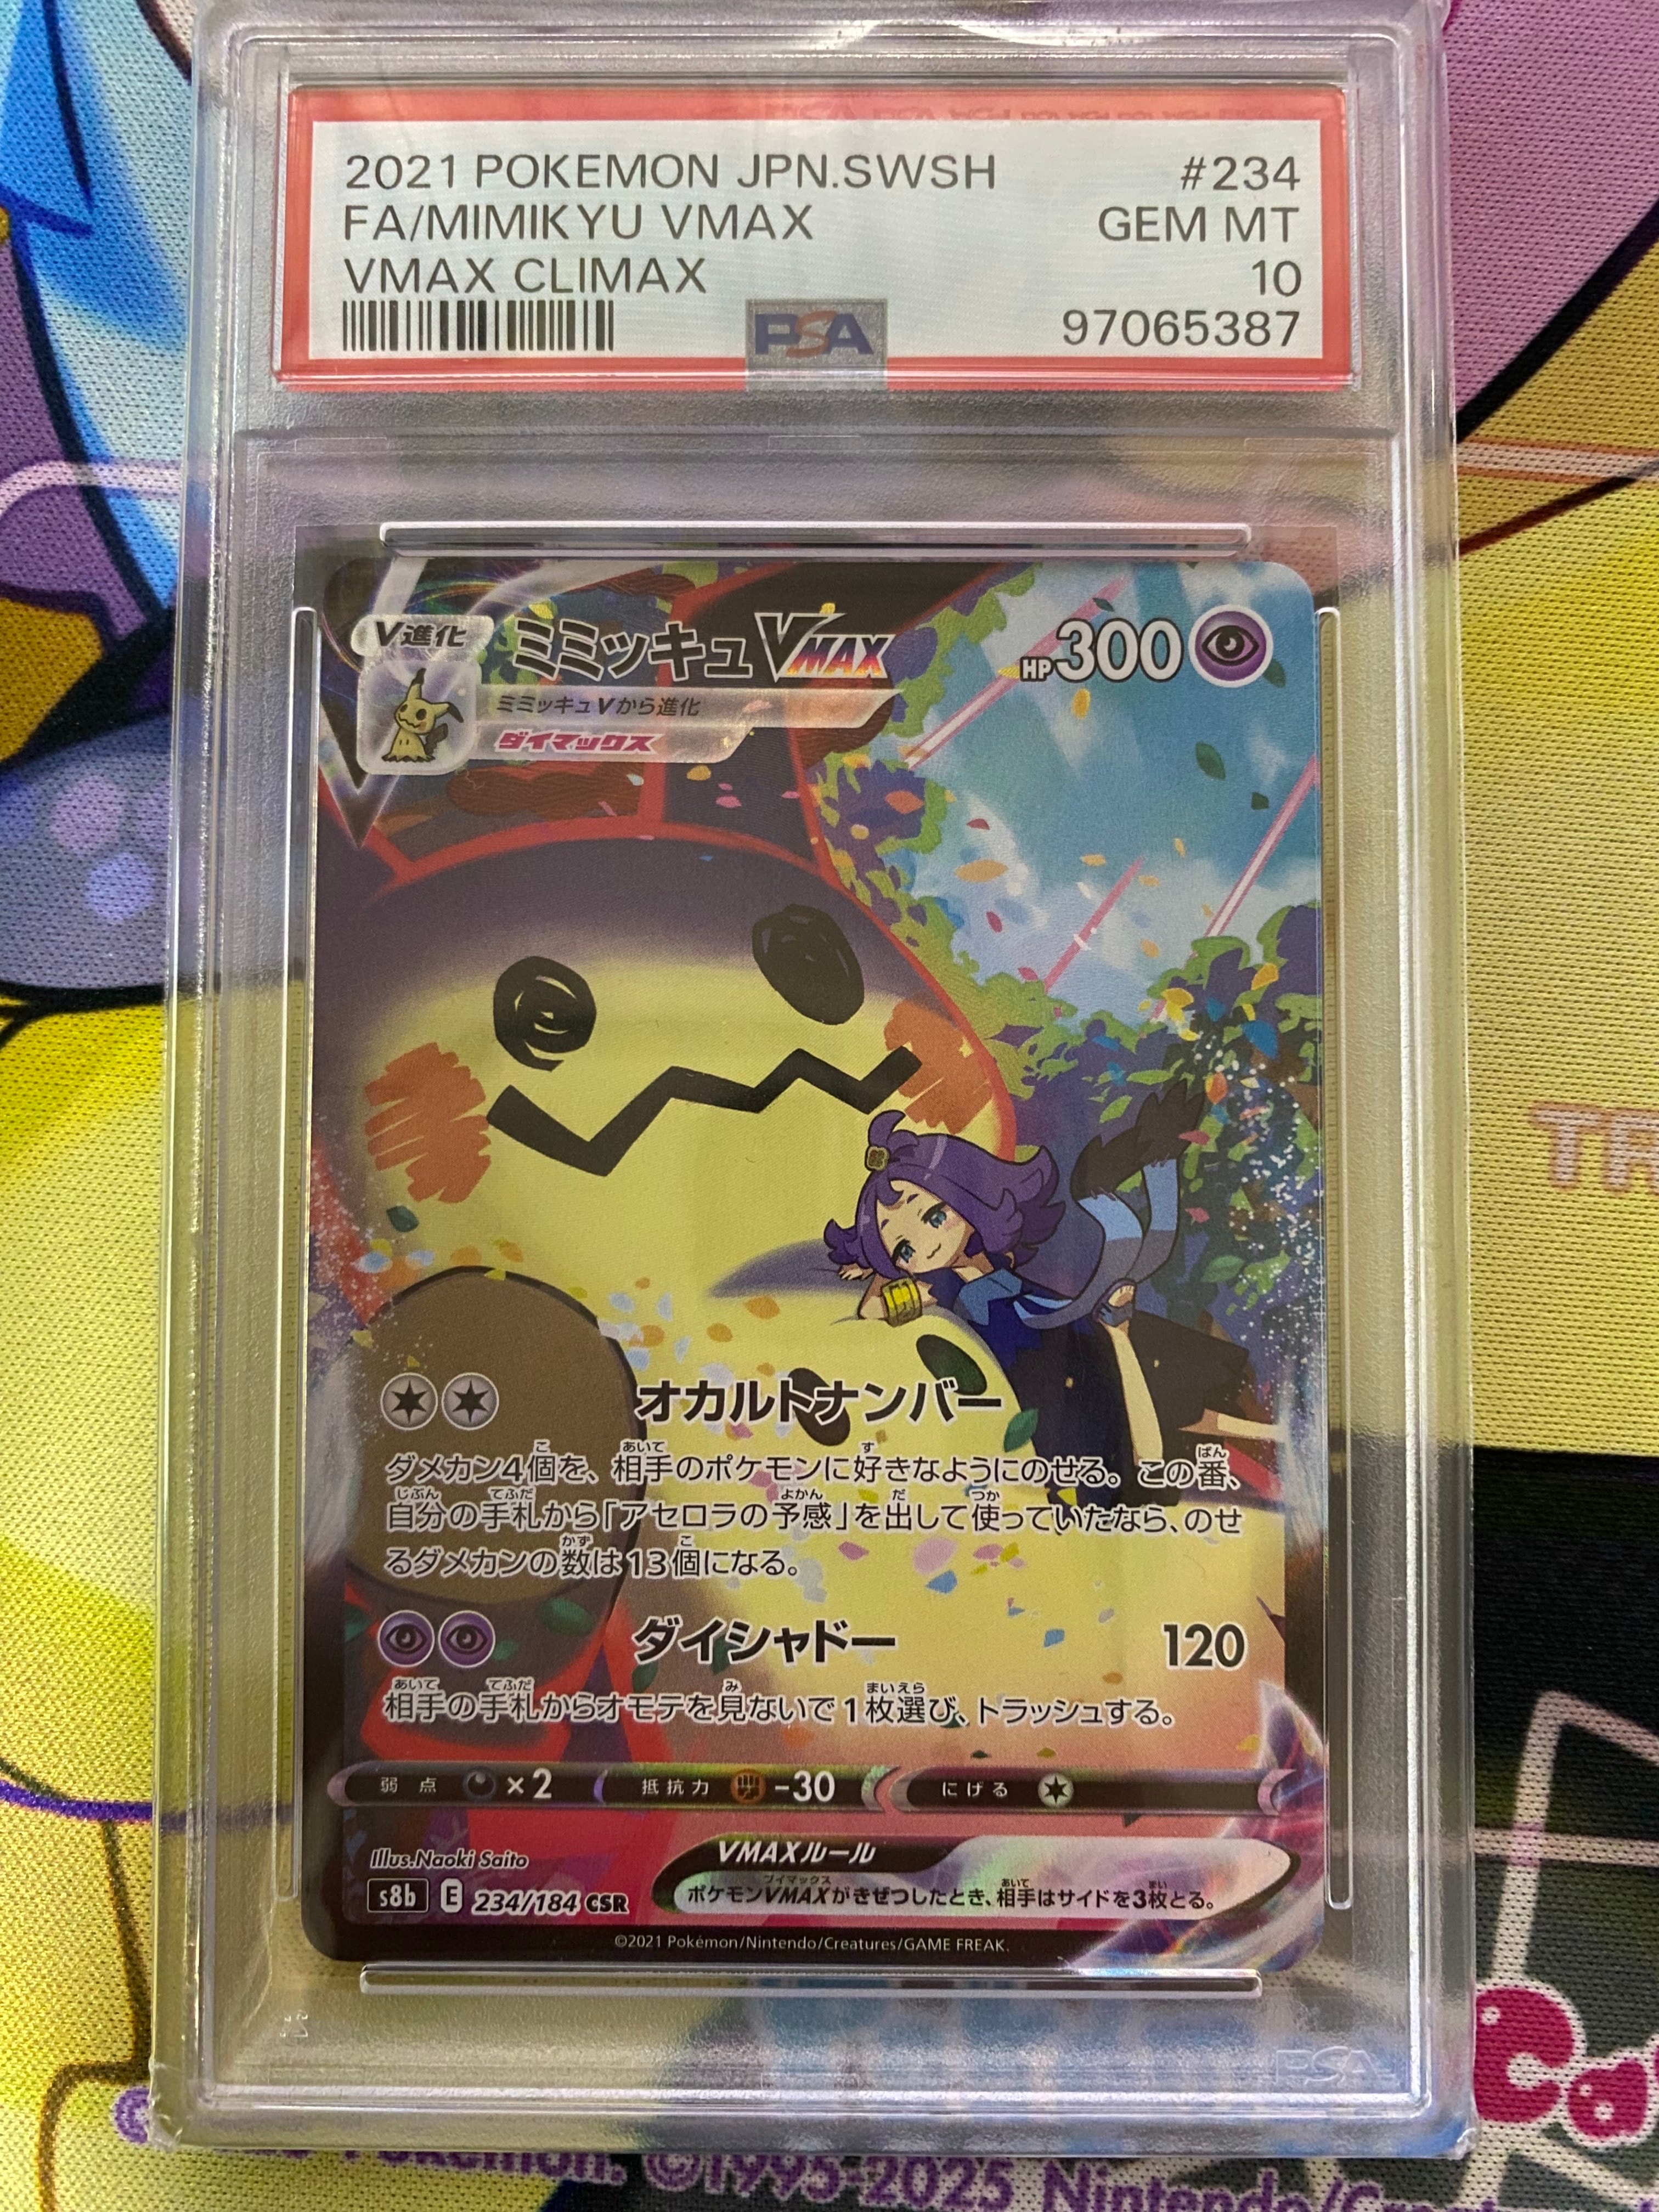 2021 POKEMON JPN.SWSH #234
FA/MIMIKYU VMAX GEM MT
VMAX CLIMAX 10
97065387
PSA
V進化
ミミッキュVMAX
HP300
ミミッキュVから進化
ダイマックス
オカルトナンバー
ダメカン4個を、相手のポケモンに好きなようにのせる。この番、
自分の手札から「アセロラの予感」を出して使っていたなら、のせ
るダメカンの数は13個になる。
ダイシャドー 120
相手の手札からオモテを見ないで1枚選び、トラッシュする。
弱点 ×2 抵抗力 -30 にげる
Illus.Naoki Saito
VMAXルール
s8b E 234/184 CSR
ポケモンVMAXがきぜつしたとき、相手はサイドを3枚とる。
©2021 Pokémon/Nintendo/Creatures/GAME FREAK.
PSA
TR
Pokémon. ©1995-2025 Nintendo/Cr